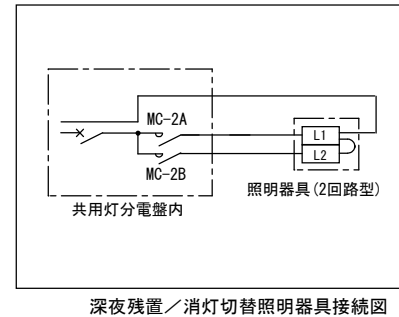 MC-2A
L1
L2
MC-2B
照明器具(2回路型)
共用灯分電盤内
深夜残置／消灯切替照明器具接続図